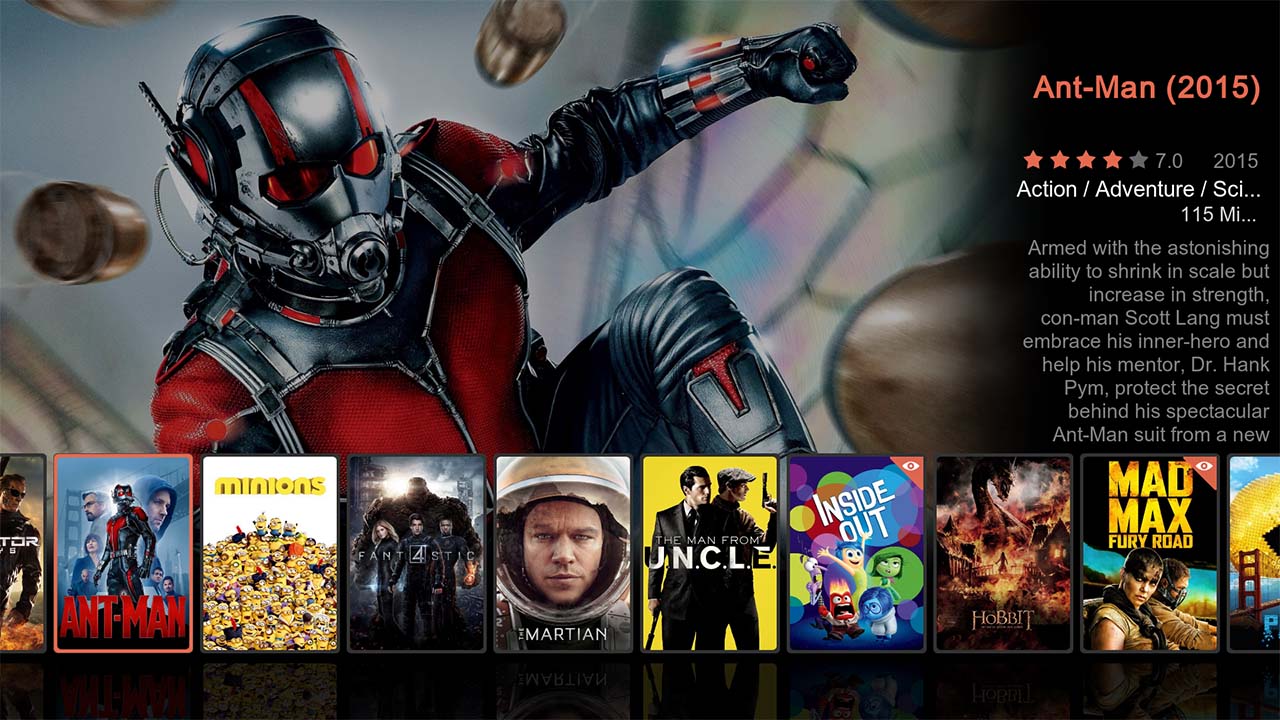 Ant-Man (2015)
7.0 2015
Action / Adventure / Sci...
115 Mi...
Armed with the astonishing
ability to shrink in scale but
increase in strength,
con-man Scott Lang must
embrace his inner-hero and
help his mentor, Dr. Hank
Pym, protect the secret
behind his spectacular
Ant-Man suit from a new
TOR
YS
ANT-MAN
MINIONS
FANT4STIC
THE MARTIAN
THE MAN FROM
U.N.C.L.E.
INSIDE
OUT
THE HOBBIT
MAD
MAX
FURY ROAD
P